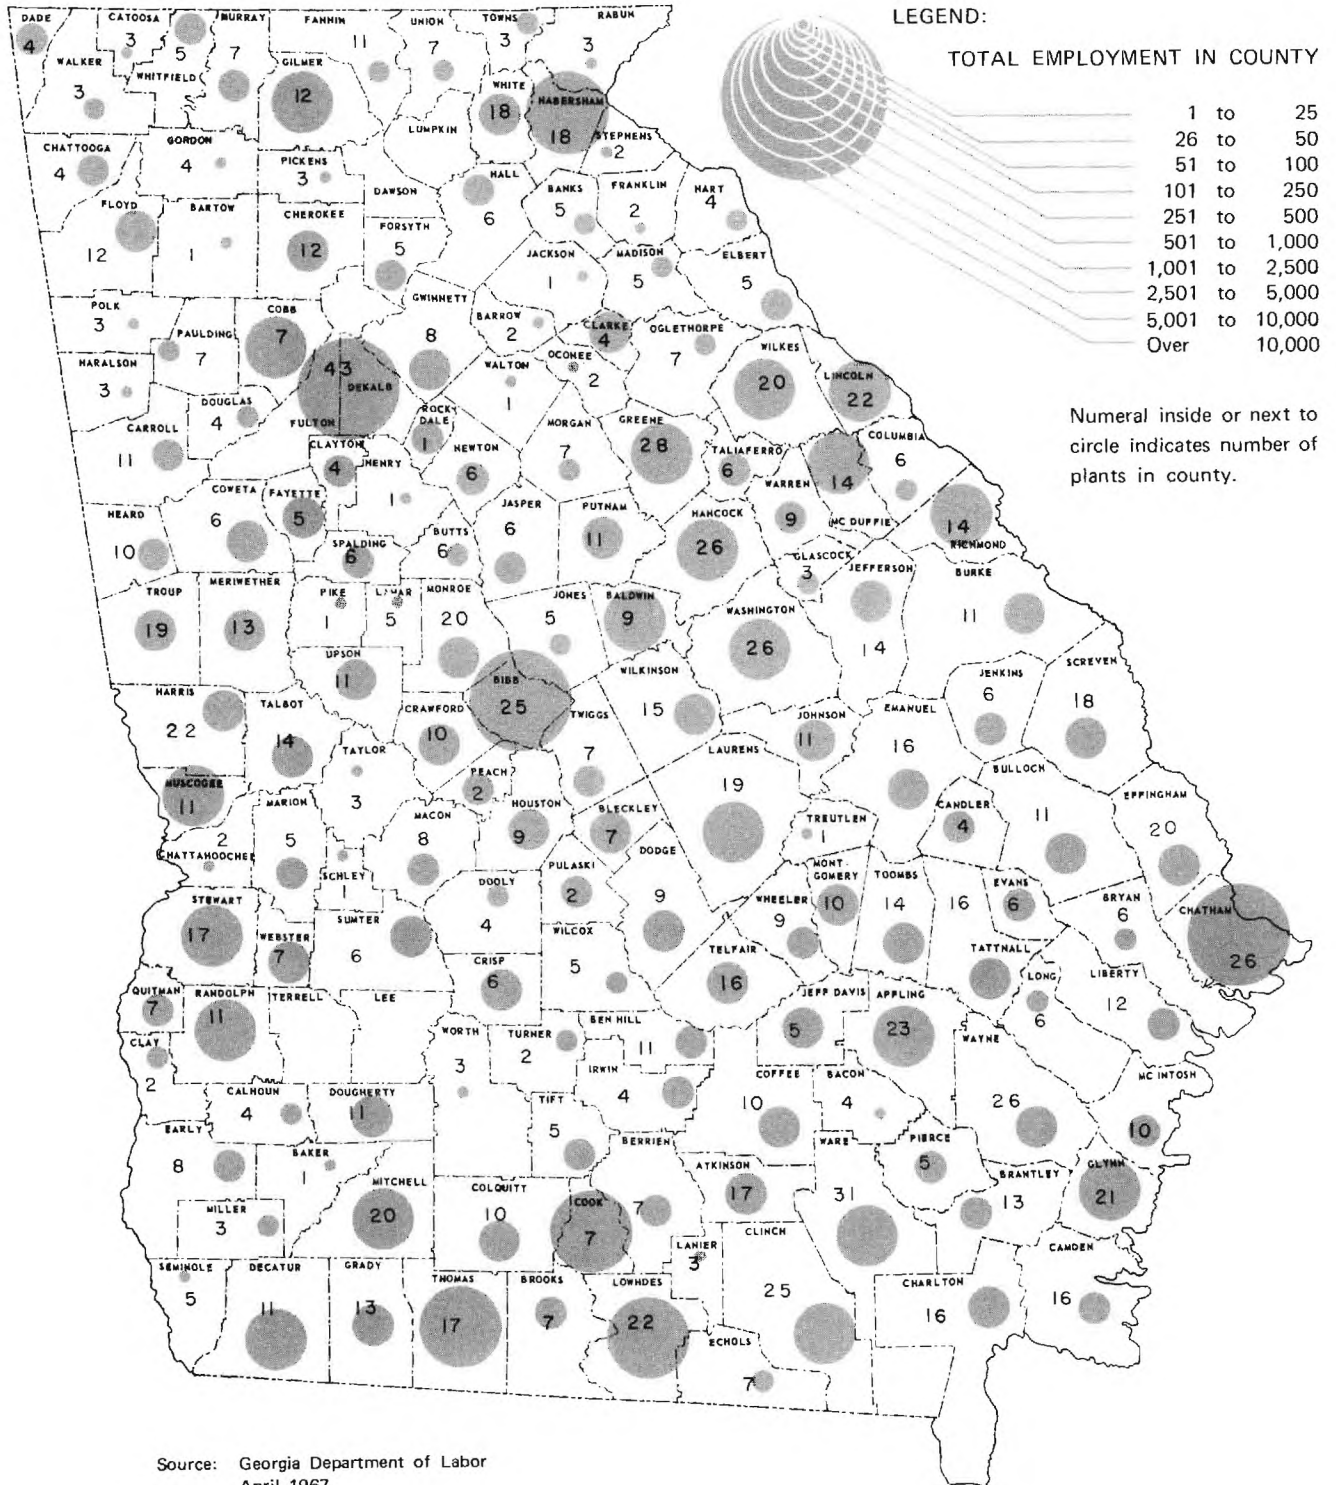 LEGEND:
TOTAL EMPLOYMENT IN COUNTY
1 to 25
26 to 50
51 to 100
101 to 250
251 to 500
501 to 1,000
1,001 to 2,500
2,501 to 5,000
5,001 to 10,000
Over 10,000
Numeral inside or next to
circle indicates number of
plants in county.
DADE 4
WALKER 3
CATOOSA 3
WHITFIELD 5
MURRAY 7
FANNIN 11
GILMER 12
UNION 7
TOWNS 3
RABUN 3
WHITE 18
HABERSHAM 18
STEPHENS 2
LUMPKIN
CHATTOOGA 4
GORDON 4
PICKENS 3
DAWSON
HALL 6
BANKS 5
FRANKLIN 2
HART 4
FLOYD 12
BARTOW 1
CHEROKEE 12
FORSYTH 5
JACKSON 1
MADISON 5
ELBERT 5
POLK 3
PAULDING 7
COBB 7
GWINNETT 8
BARROW 2
CLARKE 4
OGLETHORPE 7
WILKES 20
LINCOLN 22
HARALSON 3
DOUGLAS 4
43
DEKALB
FULTON
WALTON 1
OCONEE 2
CARROLL 11
CLAYTON 4
HENRY 1
ROCK
DALE
1
NEWTON 6
MORGAN 7
GREENE 28
TALIAFERRO 6
WARREN 9
MC DUFFIE 14
COLUMBIA 6
RICHMOND 14
HEARD 10
COWETA 6
FAYETTE 5
SPALDING 6
BUTTS 6
JASPER 6
PUTNAM 11
HANCOCK 26
GLASCOCK 3
JEFFERSON 14
BURKE 11
TROUP 19
MERIWETHER 13
PIKE 1
LAMAR 5
MONROE 20
JONES 5
BALDWIN 9
WASHINGTON 26
UPSON 11
BIBB 25
WILKINSON 15
JENKINS 6
SCREVEN 18
HARRIS 22
TALBOT 14
CRAWFORD 10
TWIGGS 7
JOHNSON 11
EMANUEL 16
LAURENS 19
MUSCOGEE 11
TAYLOR 3
PEACH 2
HOUSTON 9
BLECKLEY 7
BULLOCH 11
EFFINGHAM 20
CHATTAHOOCHEE 2
MARION 5
MACON 8
SCHLEY 1
PULASKI 2
DODGE 9
TREUTLEN 1
CANDLER 4
STEWART 17
WEBSTER 7
SUMTER 6
DOOLY 4
WILCOX 5
WHEELER 9
MONT-
GOMERY
10
TOOMBS 14
TATTNALL 16
EVANS 6
BRYAN 6
CHATHAM 26
CRISP 6
TELFAIR 16
QUITMAN 7
RANDOLPH 11
TERRELL
LEE
WORTH 3
TURNER 2
BEN HILL 11
JEFF DAVIS 5
APPLING 23
WAYNE 26
LONG 6
LIBERTY 12
CLAY 2
CALHOUN 4
DOUGHERTY 11
IRWIN 4
COFFEE 10
BACON 4
MC INTOSH 10
EARLY 8
BAKER 1
TIFT 5
BERRIEN 7
ATKINSON 17
WARE 31
PIERCE 5
BRANTLEY 13
GLYNN 21
MILLER 3
MITCHELL 20
COLQUITT 10
COOK 7
LANIER 3
CLINCH 25
CAMDEN 16
SEMINOLE 5
DECATUR 11
GRADY 13
THOMAS 17
BROOKS 7
LOWHDES 22
ECHOLS 7
CHARLTON 16
Source: Georgia Department of Labor
April 1967